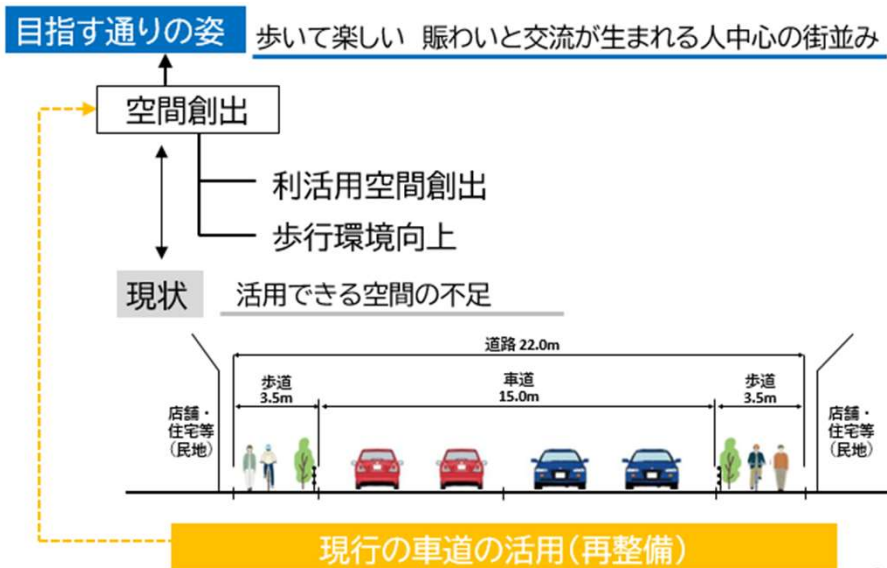 目指す通りの姿
歩いて楽しい 賑わいと交流が生まれる人中心の街並み
空間創出
利活用空間創出
歩行環境向上
現状
活用できる空間の不足
道路 22.0m
歩道
3.5m
車道
15.0m
歩道
3.5m
店舗・
住宅等
（民地）
店舗・
住宅等
（民地）
現行の車道の活用（再整備）